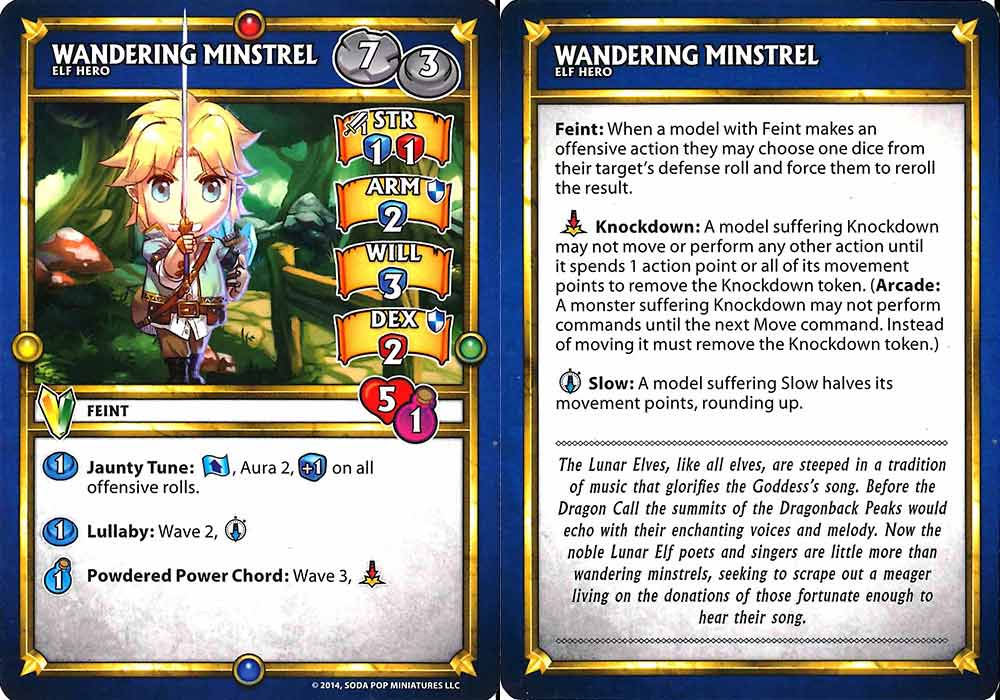 WANDERING MINSTREL
ELF HERO
7
3
STR
1 1
ARM
2
WILL
3
DEX
2
FEINT
5
1
1 Jaunty Tune: , Aura 2, +1 on all
offensive rolls.
1 Lullaby: Wave 2,
1 Powdered Power Chord: Wave 3,
© 2014, SODA POP MINIATURES LLC
WANDERING MINSTREL
ELF HERO
Feint: When a model with Feint makes an
offensive action they may choose one dice from
their target's defense roll and force them to reroll
the result.
Knockdown: A model suffering Knockdown
may not move or perform any other action until
it spends 1 action point or all of its movement
points to remove the Knockdown token. (Arcade:
A monster suffering Knockdown may not perform
commands until the next Move command. Instead
of moving it must remove the Knockdown token.)
Slow: A model suffering Slow halves its
movement points, rounding up.
The Lunar Elves, like all elves, are steeped in a tradition
of music that glorifies the Goddess's song. Before the
Dragon Call the summits of the Dragonback Peaks would
echo with their enchanting voices and melody. Now the
noble Lunar Elf poets and singers are little more than
wandering minstrels, seeking to scrape out a meager
living on the donations of those fortunate enough to
hear their song.